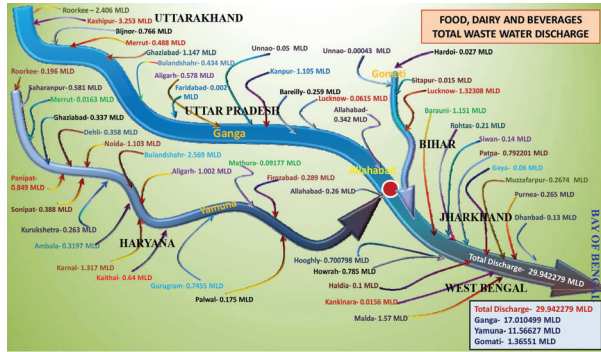 Roorkee – 2.406 MLD
UTTARAKHAND
Kashipur- 3.253 MLD
Bijnor- 0.766 MLD
Merrut- 0.488 MLD
Ghaziabad- 1.147 MLD
Bulandshahr- 0.434 MLD
Aligarh- 0.578 MLD
Faridabad- 0.002
MLD
UTTAR PRADESH
Unnao- 0.05 MLD
Kanpur- 1.105 MLD
Bareilly- 0.259 MLD
Lucknow- 0.0615 MLD
Allahabad-
0.342 MLD
Ganga
FOOD, DAIRY AND BEVERAGES
TOTAL WASTE WATER DISCHARGE
Unnao- 0.00043 MLD
Hardoi- 0.027 MLD
Gomati
Sitapur- 0.015 MLD
Lucknow- 1.32308 MLD
Barauni- 1.151 MLD
Rohtas- 0.21 MLD
Siwan- 0.14 MLD
BIHAR
Patna- 0.792201 MLD
Gaya- 0.06 MLD
Muzzafarpur- 0.2674 MLD
Purnea- 0.265 MLD
JHARKHAND
Dhanbad- 0.13 MLD
Roorkee- 0.196 MLD
Saharanpur- 0.581 MLD
Merrut- 0.0163 MLD
Ghaziabad- 0.337 MLD
Dehli- 0.358 MLD
Noida- 1.103 MLD
Bulandshahr- 2.569 MLD
Aligarh- 1.002 MLD
Mathura- 0.09177 MLD
Firozabad- 0.289 MLD
Allahabad- 0.26 MLD
Allahabad
Panipat-
0.849 MLD
Sonipat- 0.388 MLD
Kurukshetra- 0.263 MLD
Ambala- 0.3197 MLD
HARYANA
Karnal- 1.317 MLD
Kaithal- 0.64 MLD
Yamuna
Gurugram- 0.7455 MLD
Palwal- 0.175 MLD
Hooghly- 0.700798 MLD
Howrah- 0.785 MLD
Haldia- 0.1 MLD
Kankinara- 0.0156 MLD
Malda- 1.57 MLD
WEST BENGAL
Total Discharge- 29.942279 MLD
BAY OF BENGAL
Total Discharge- 29.942279 MLD
Ganga- 17.010499 MLD
Yamuna- 11.56627 MLD
Gomati- 1.36551 MLD